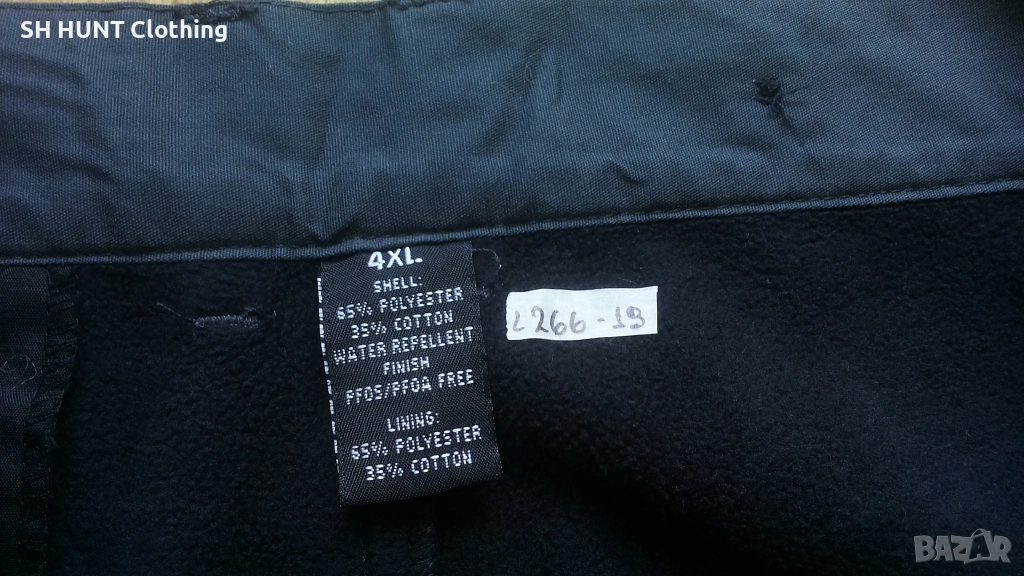 SH HUNT Clothing
4XL
SHELL:
65% POLYESTER
35% COTTON
WATER REPELLENT
FINISH
PFOS/PFOA FREE
LINING:
65% POLYESTER
35% COTTON
L266-19
BAZAR